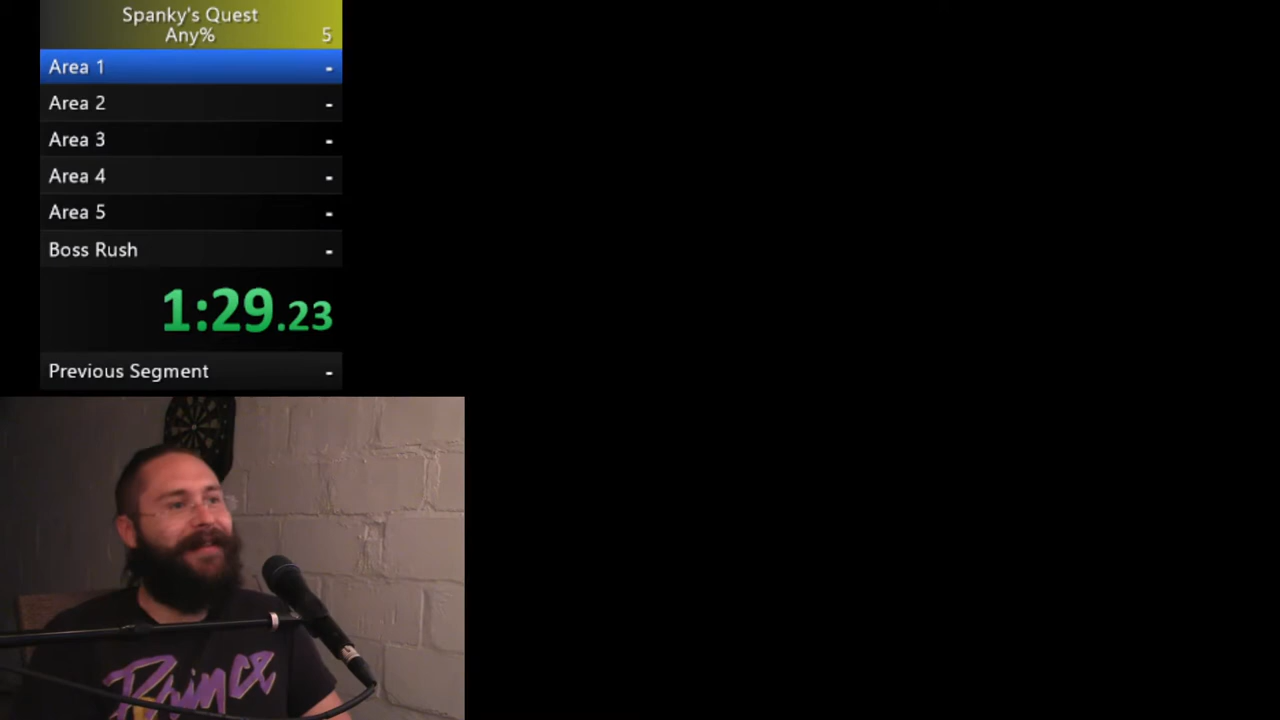 Spanky's Quest
Any% 5
Area 1 -
Area 2 -
Area 3 -
Area 4 -
Area 5 -
Boss Rush -
1:29.23
Previous Segment -
Prince